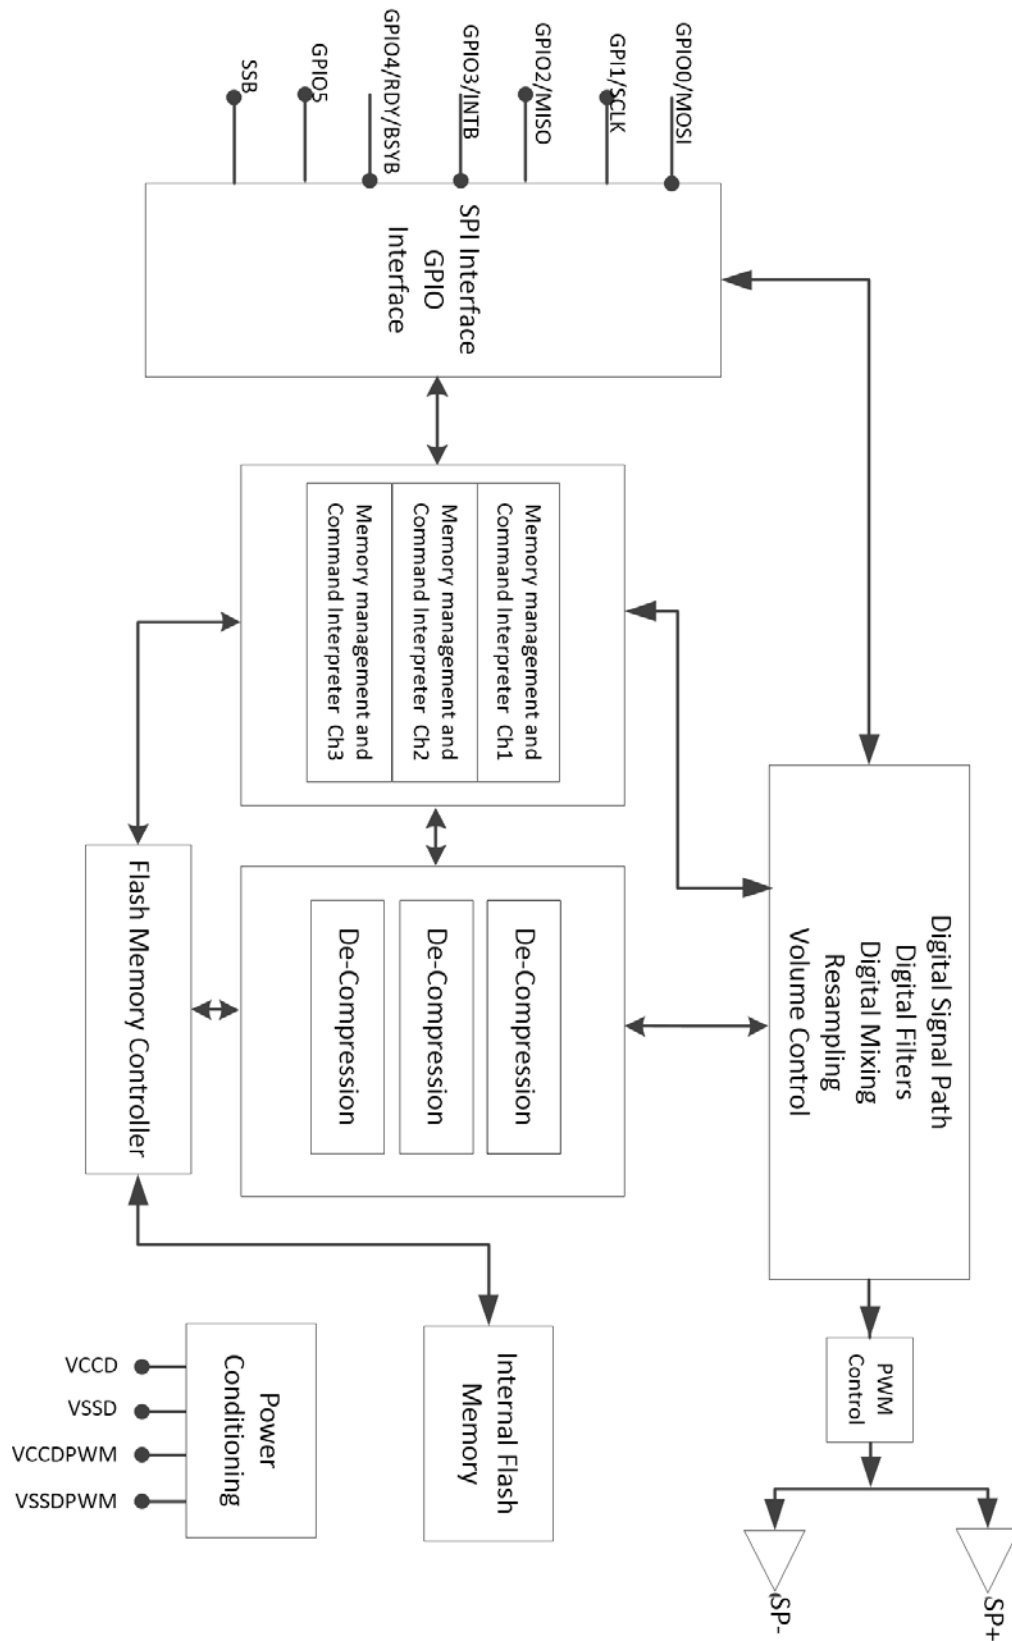 GPIO0/MOSI
GPI1/SCLK
GPIO2/MISO
GPIO3/INTB
GPIO4/RDY/BSYB
GPIO5
SSB
SPI Interface
GPIO
Interface
Memory management and
Command Interpreter Ch1
Memory management and
Command Interpreter Ch2
Memory management and
Command Interpreter Ch3
De-Compression
De-Compression
De-Compression
Digital Signal Path
Digital Filters
Digital Mixing
Resampling
Volume Control
PWM
Control
SP+
SP-
Flash Memory Controller
Internal Flash
Memory
Power
Conditioning
VCCD
VSSD
VCCDPWM
VSSDPWM